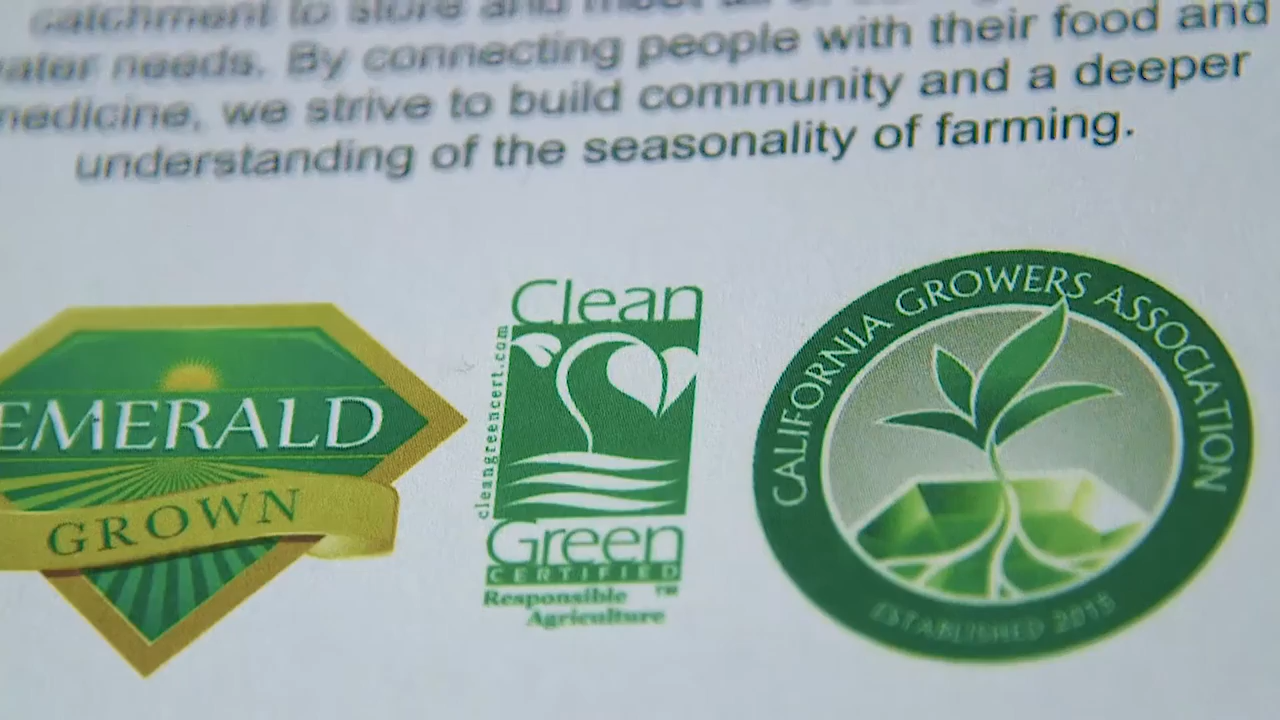 catchment to store and meet all of
water needs. By connecting people with their food and
medicine, we strive to build community and a deeper
understanding of the seasonality of farming.
EMERALD
GROWN
Clean
cleangreencert.com
Green
CERTIFIED
Responsible ™
Agriculture
CALIFORNIA GROWERS ASSOCIATION
ESTABLISHED 2015